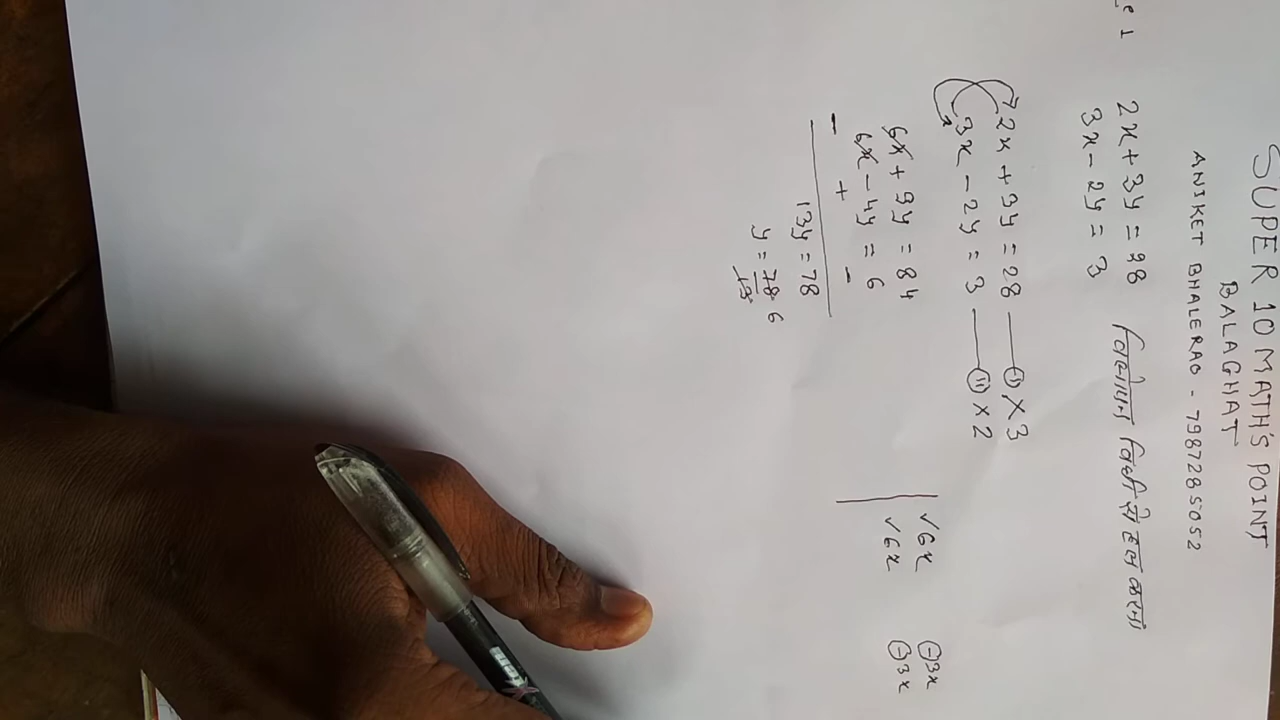 SUPER 10 MATH'S POINT
BALAGHAT
ANIKET BHALERAO - 7987285052
1 2x + 3y = 28 विलोपन विधी से हल करो
3x - 2y = 3
2x + 3y = 28 — (i) × 3
3x - 2y = 3 — (ii) × 2
6x + 9y = 84
6x - 4y = 6
- + -
13y = 78
y = 78 6
13
√6x ⊖3x
√6x ⊖3x